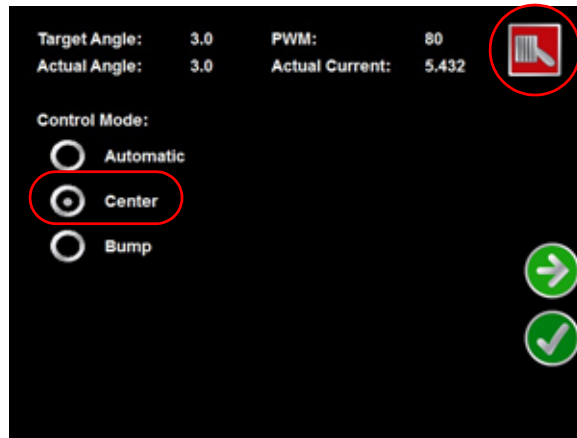 Target Angle: 3.0 PWM: 80
Actual Angle: 3.0 Actual Current: 5.432
Control Mode:
Automatic
Center
Bump